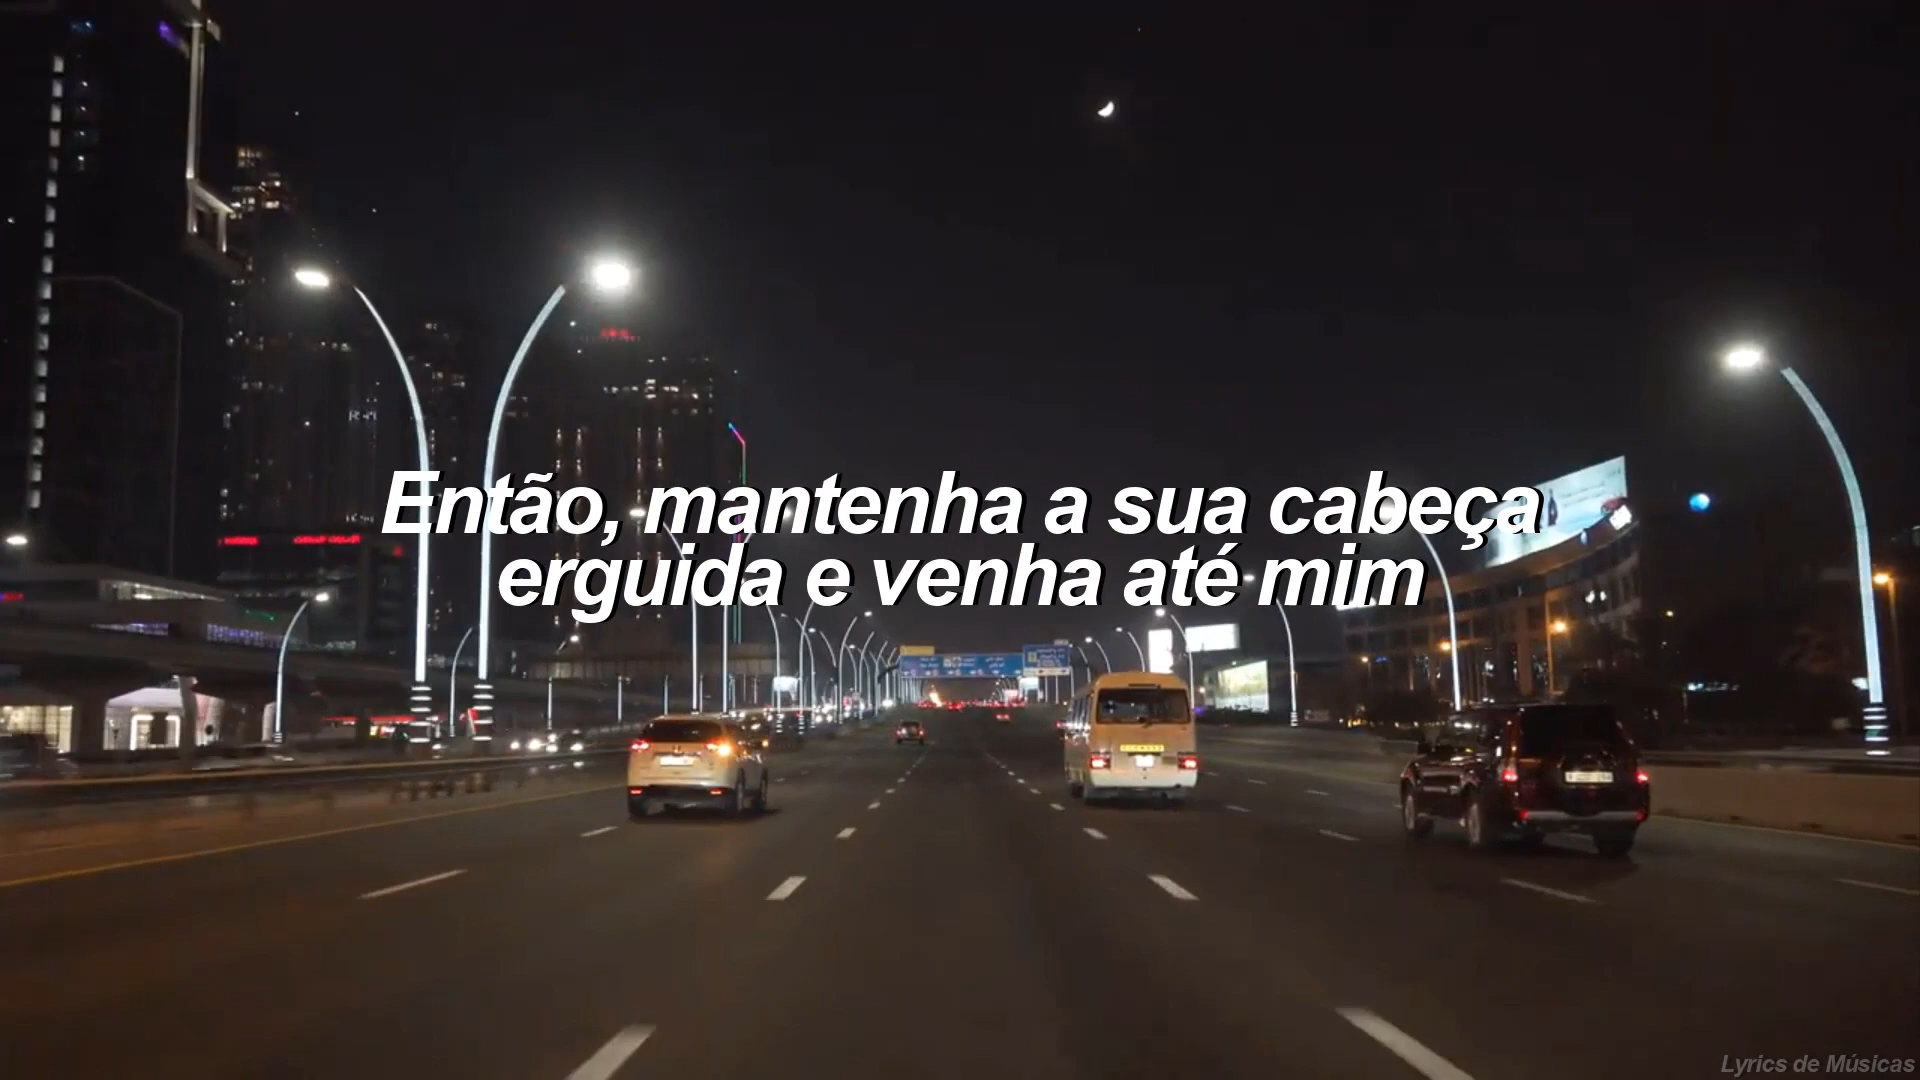 Então, mantenha a sua cabeça
erguida e venha até mim
Lyrics de Músicas